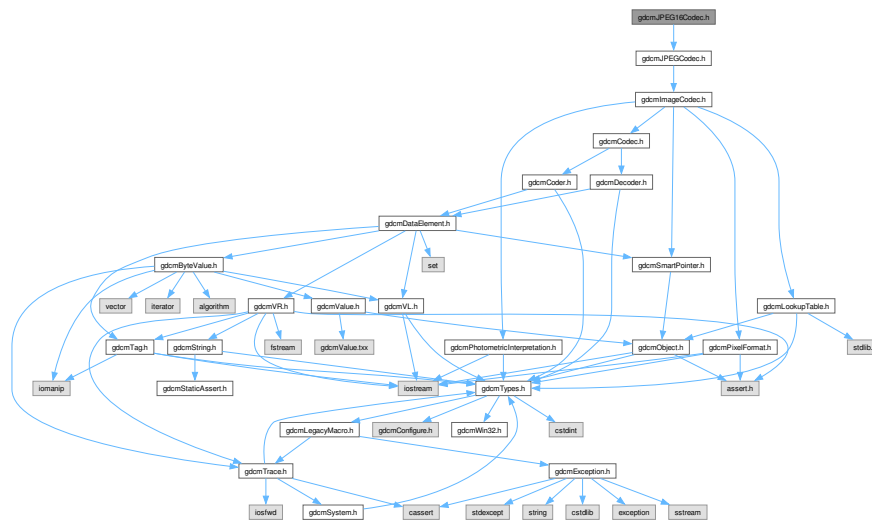 gdcmJPEG16Codec.h
gdcmJPEGCodec.h
gdcmImageCodec.h
gdcmCodec.h
gdcmCoder.h
gdcmDecoder.h
gdcmDataElement.h
gdcmByteValue.h
set
gdcmSmartPointer.h
vector
iterator
algorithm
gdcmVR.h
gdcmValue.h
gdcmVL.h
gdcmLookupTable.h
gdcmTag.h
gdcmString.h
fstream
gdcmValue.txx
gdcmPhotometricInterpretation.h
gdcmObject.h
gdcmPixelFormat.h
stdlib.
iomanip
gdcmStaticAssert.h
iostream
gdcmTypes.h
assert.h
gdcmLegacyMacro.h
gdcmConfigure.h
gdcmWin32.h
cstdint
gdcmTrace.h
gdcmException.h
iosfwd
gdcmSystem.h
cassert
stdexcept
string
cstdlib
exception
sstream